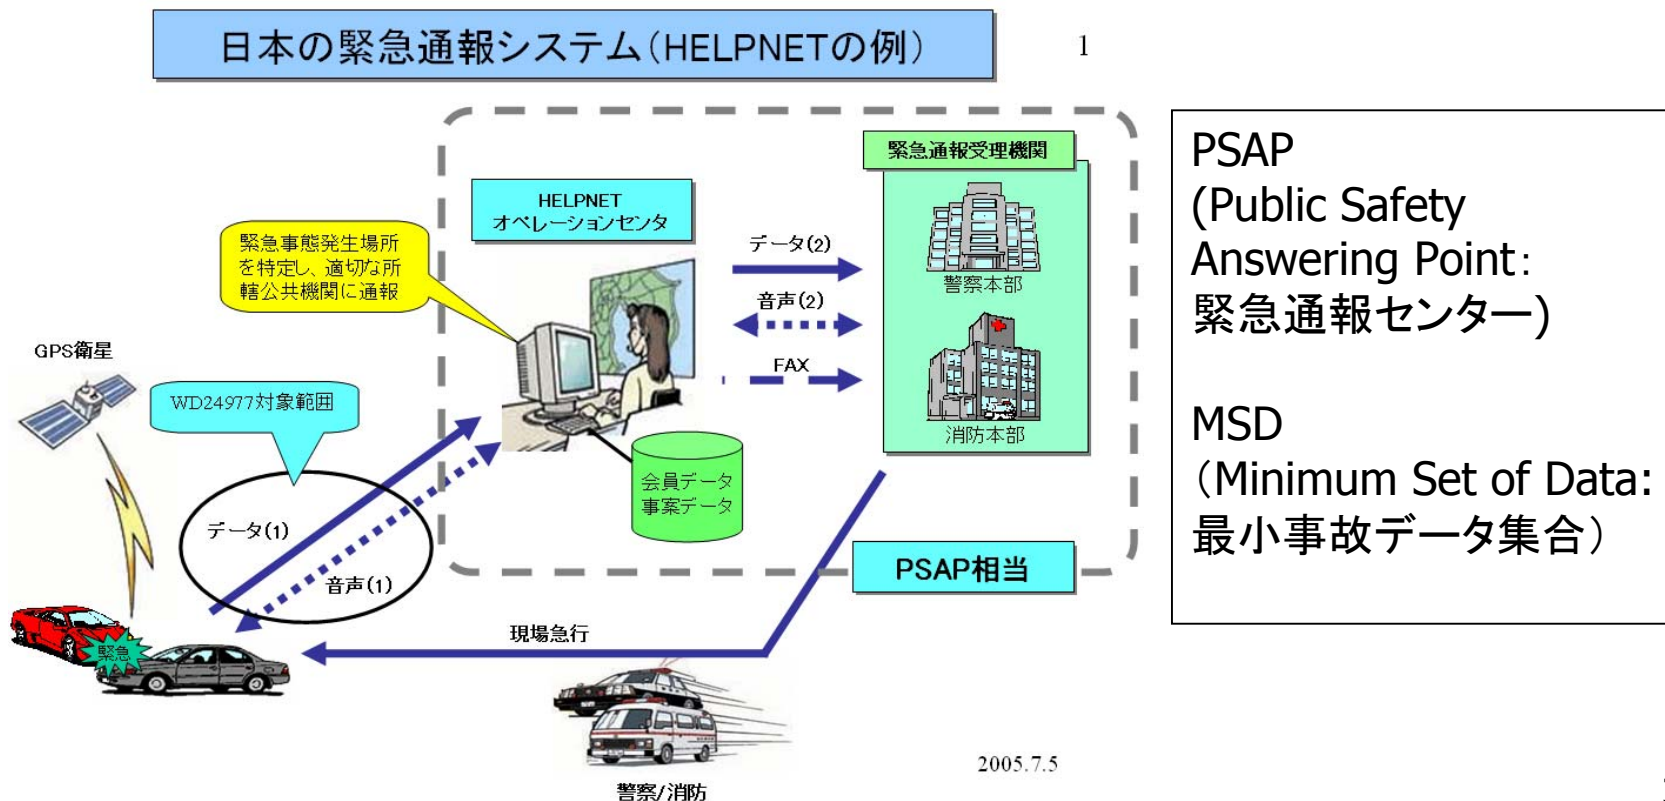 日本の緊急通報システム（HELPNETの例）
1
緊急通報受理機関
HELPNET
オペレーションセンタ
緊急事態発生場所
を特定し、適切な所
轄公共機関に通報
データ(2)
警察本部
音声(2)
FAX
消防本部
GPS衛星
WD24977対象範囲
会員データ
事案データ
データ(1)
音声(1)
PSAP相当
現場急行
緊急
警察/消防
2005.7.5
PSAP
(Public Safety
Answering Point：
緊急通報センター)
MSD
（Minimum Set of Data:
最小事故データ集合）